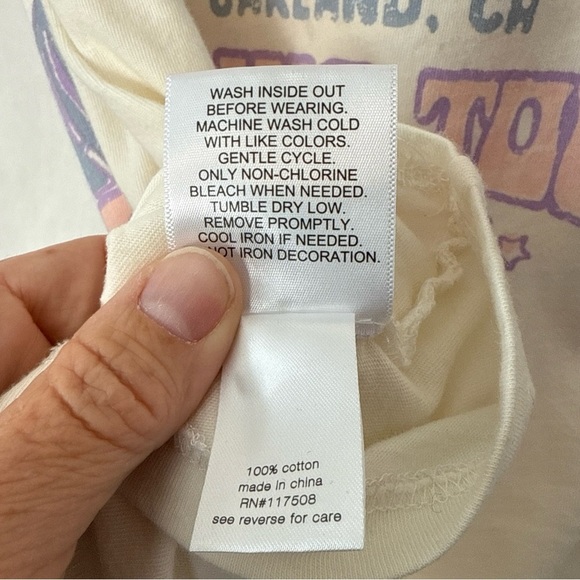 OAKLAND, CA
TO
WASH INSIDE OUT
BEFORE WEARING.
MACHINE WASH COLD
WITH LIKE COLORS.
GENTLE CYCLE.
ONLY NON-CHLORINE
BLEACH WHEN NEEDED.
TUMBLE DRY LOW.
REMOVE PROMPTLY.
COOL IRON IF NEEDED.
NOT IRON DECORATION.
100% cotton
made in china
RN#117508
see reverse for care